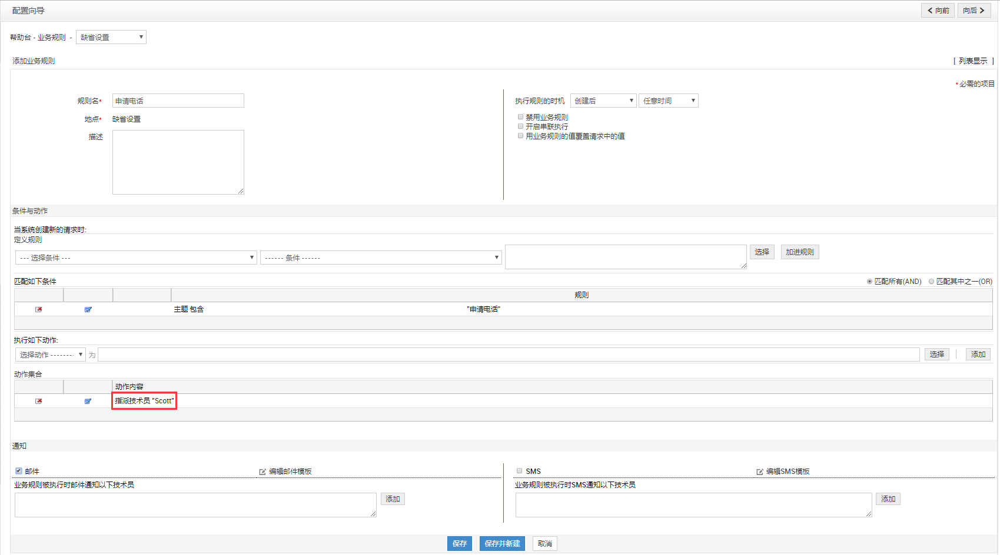 配置向导
向前
向后
帮助台 - 业务规则 - 缺省设置
添加业务规则
[ 列表显示 ]
*必需的项目
规则名* 申请电话
执行规则的时机 创建后 任意时间
地点* 缺省设置
禁用业务规则
开启串联执行
描述
用业务规则的值覆盖请求中的值
条件与动作
当系统创建新的请求时:
定义规则
--- 选择条件 --- ------ 条件 ------ 选择 加进规则
匹配如下条件 匹配所有(AND) 匹配其中之一(OR)
规则
主题 包含 "申请电话"
执行如下动作:
选择动作 -------- 为 选择 添加
动作集合
动作内容
指派技术员 "Scott"
通知
邮件 编辑邮件模板 SMS 编辑SMS模板
业务规则被执行时邮件通知以下技术员 业务规则被执行时SMS通知以下技术员
添加 添加
保存 保存并新建 取消